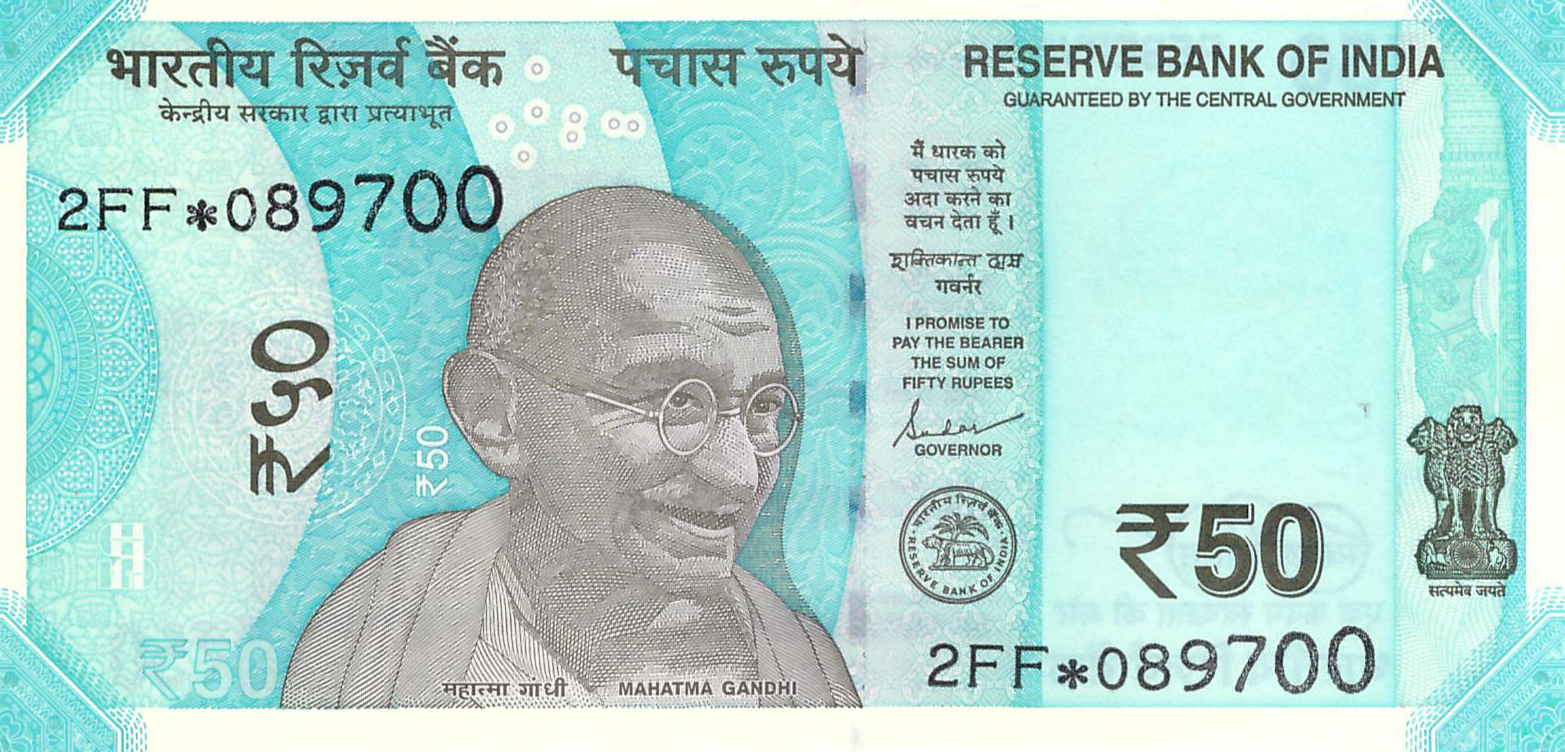 भारतीय रिज़र्व बैंक
केन्द्रीय सरकार द्वारा प्रत्याभूत
पचास रुपये
RESERVE BANK OF INDIA
GUARANTEED BY THE CENTRAL GOVERNMENT
2FF*089700
मैं धारक को
पचास रुपये
अदा करने का
वचन देता हूँ।
शक्तिकान्त दास
गवर्नर
I PROMISE TO
PAY THE BEARER
THE SUM OF
FIFTY RUPEES
GOVERNOR
₹५०
₹50
भारतीय रिज़र्व बैंक
RESERVE BANK OF INDIA
₹50
सत्यमेव जयते
₹50
महात्मा गांधी
MAHATMA GANDHI
2FF*089700